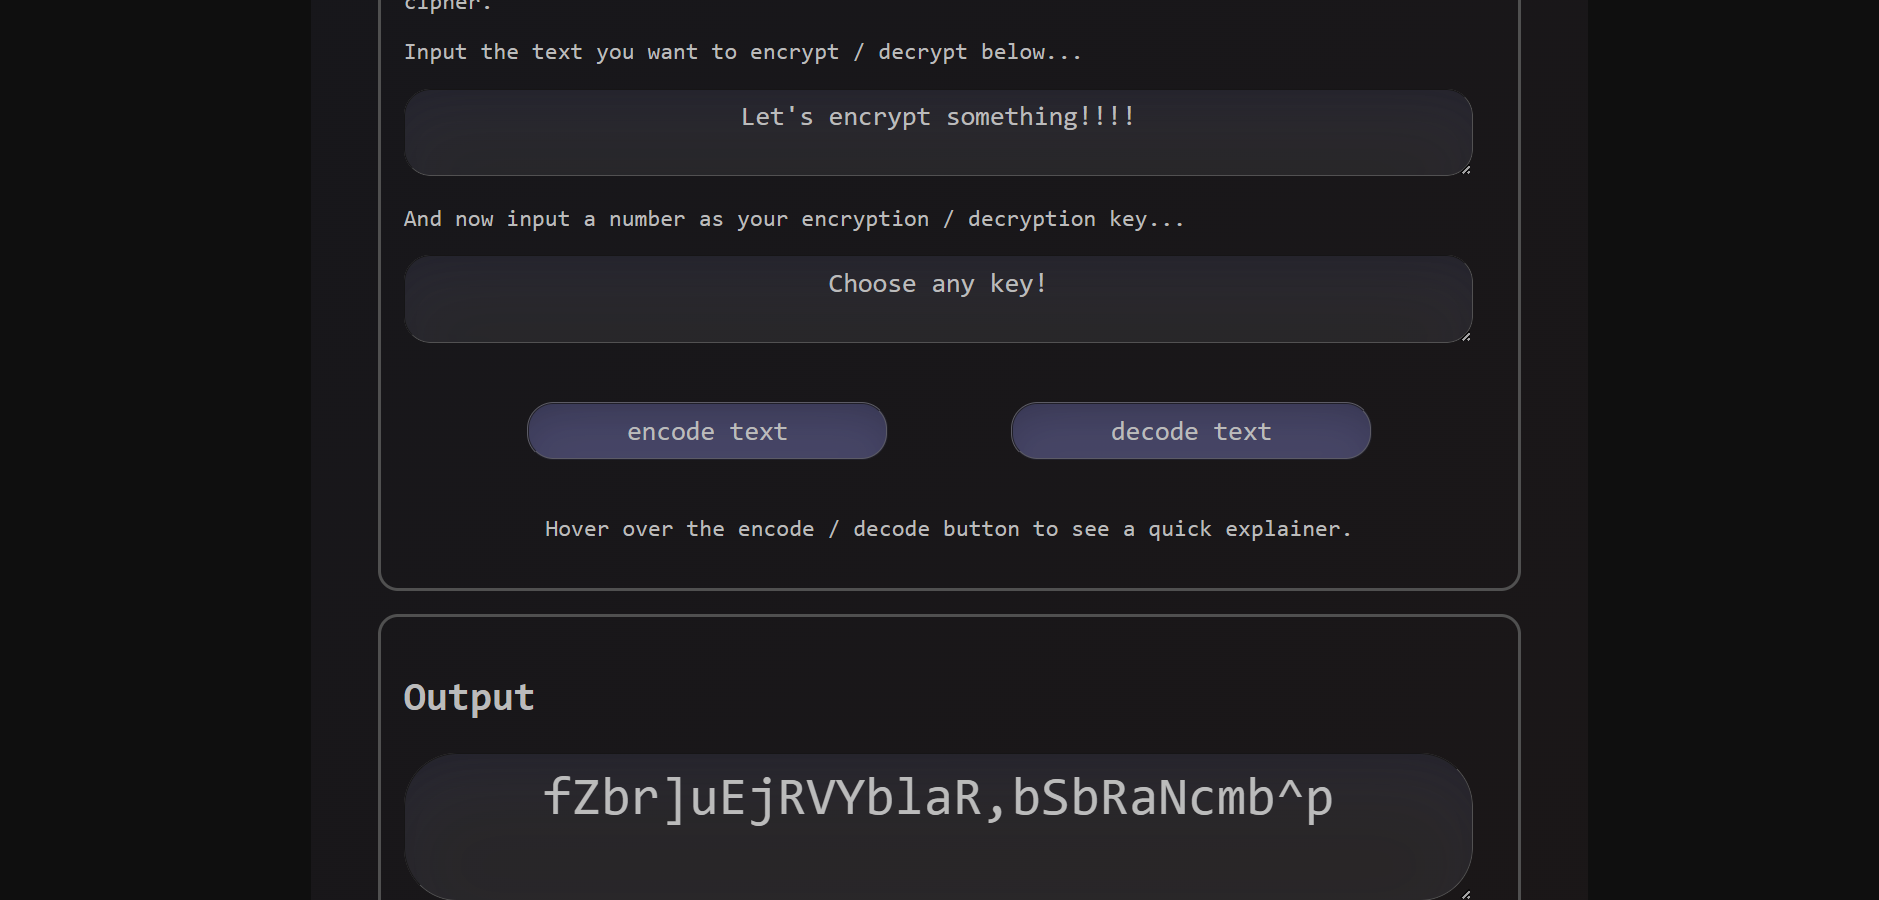 cipher.
Input the text you want to encrypt / decrypt below...
Let's encrypt something!!!!
And now input a number as your encryption / decryption key...
Choose any key!
encode text
decode text
Hover over the encode / decode button to see a quick explainer.
Output
fZbr]uEjRVYblaR,bSbRaNcmb^p